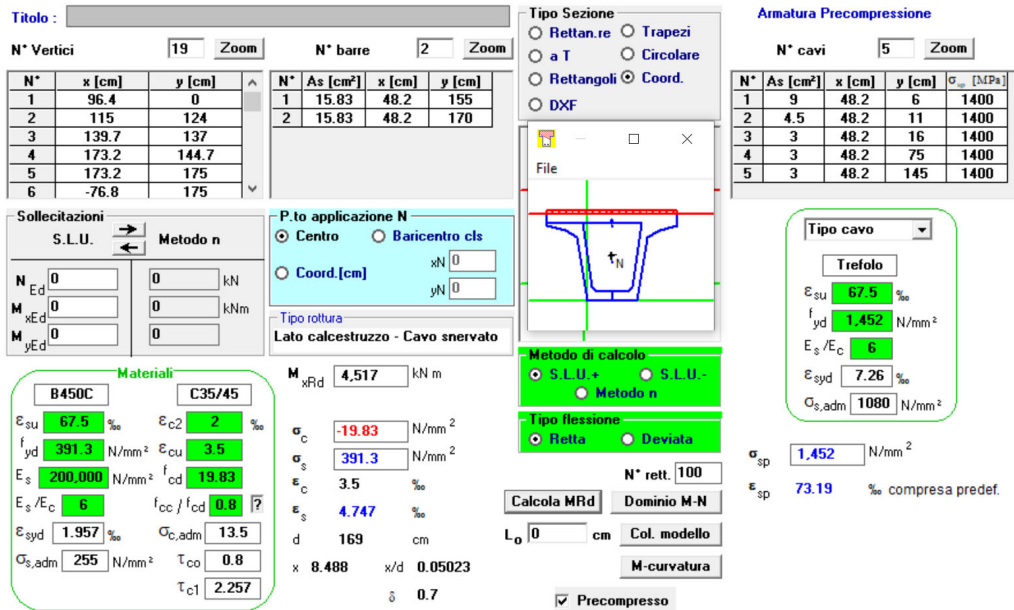 Titolo :
N° Vertici 19 Zoom
N° barre 2 Zoom
N° x [cm] y [cm]
1 96.4 0
2 115 124
3 139.7 137
4 173.2 144.7
5 173.2 175
6 -76.8 175
N° As [cm²] x [cm] y [cm]
1 15.83 48.2 155
2 15.83 48.2 170
Tipo Sezione
Rettan.re Trapezi
a T Circolare
Rettangoli Coord.
DXF
File
N
Armatura Precompressione
N° cavi 5 Zoom
N° As [cm²] x [cm] y [cm] σsp [MPa]
1 9 48.2 6 1400
2 4.5 48.2 11 1400
3 3 48.2 16 1400
4 3 48.2 75 1400
5 3 48.2 145 1400
Sollecitazioni
S.L.U. Metodo n
N Ed 0 0 kN
M xEd 0 0 kNm
M yEd 0 0
P.to applicazione N
Centro Baricentro cls
Coord.[cm] xN 0
yN 0
Tipo rottura
Lato calcestruzzo - Cavo snervato
Materiali
B450C C35/45
εsu 67.5 ‰ εc2 2 ‰
fyd 391.3 N/mm² εcu 3.5
Es 200,000 N/mm² fcd 19.83
Es /Ec 6 fcc / fcd 0.8 ?
εsyd 1.957 ‰ σc,adm 13.5
σs,adm 255 N/mm² τco 0.8
τc1 2.257
M xRd 4,517 kN m
σc -19.83 N/mm²
σs 391.3 N/mm²
εc 3.5 ‰
εs 4.747 ‰
d 169 cm
x 8.488 x/d 0.05023
δ 0.7
Metodo di calcolo
S.L.U.+ S.L.U.-
Metodo n
Tipo flessione
Retta Deviata
N° rett. 100
Calcola MRd Dominio M-N
Lo 0 cm Col. modello
M-curvatura
Precompresso
Tipo cavo
Trefolo
εsu 67.5 ‰
fyd 1,452 N/mm²
Es /Ec 6
εsyd 7.26 ‰
σs,adm 1080 N/mm²
σsp 1,452 N/mm²
εsp 73.19 ‰ compresa predef.